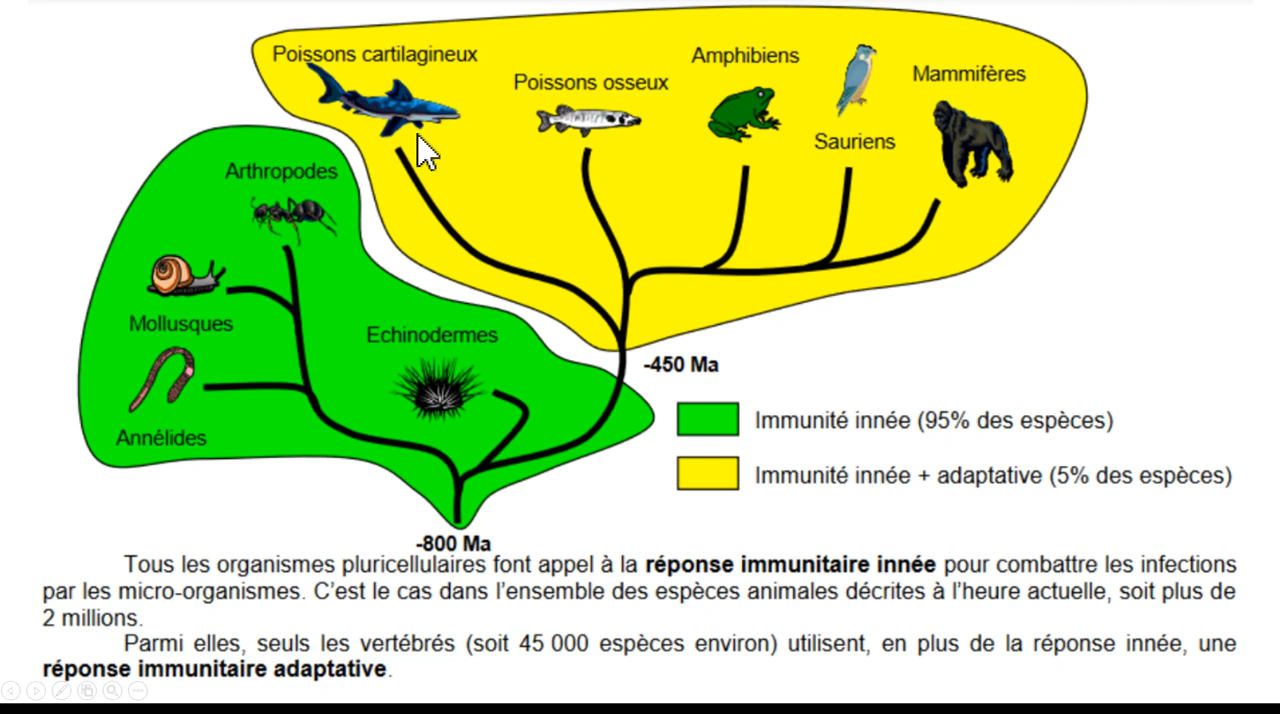 Poissons cartilagineux
Poissons osseux
Amphibiens
Mammifères
Sauriens
Arthropodes
Mollusques
Echinodermes
Annélides
-450 Ma
Immunité innée (95% des espèces)
Immunité innée + adaptative (5% des espèces)
-800 Ma
Tous les organismes pluricellulaires font appel à la réponse immunitaire innée pour combattre les infections
par les micro-organismes. C’est le cas dans l’ensemble des espèces animales décrites à l’heure actuelle, soit plus de
2 millions.
Parmi elles, seuls les vertébrés (soit 45 000 espèces environ) utilisent, en plus de la réponse innée, une
réponse immunitaire adaptative.